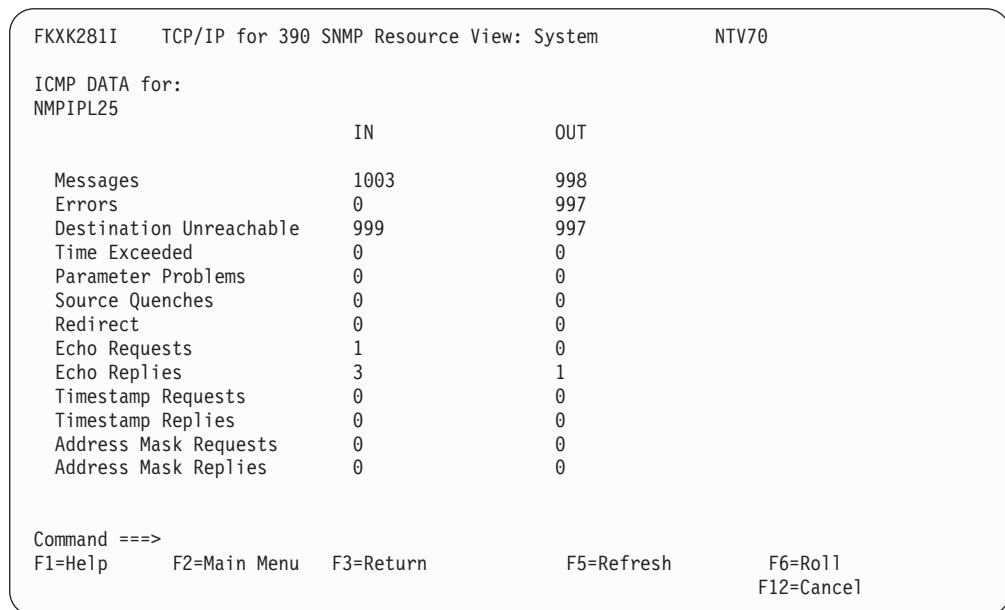 FKXK281I TCP/IP for 390 SNMP Resource View: System NTV70
ICMP DATA for:
NMPIPL25
IN OUT
Messages 1003 998
Errors 0 997
Destination Unreachable 999 997
Time Exceeded 0 0
Parameter Problems 0 0
Source Quenches 0 0
Redirect 0 0
Echo Requests 1 0
Echo Replies 3 1
Timestamp Requests 0 0
Timestamp Replies 0 0
Address Mask Requests 0 0
Address Mask Replies 0 0
Command ===>
F1=Help F2=Main Menu F3=Return F5=Refresh F6=Roll
F12=Cancel